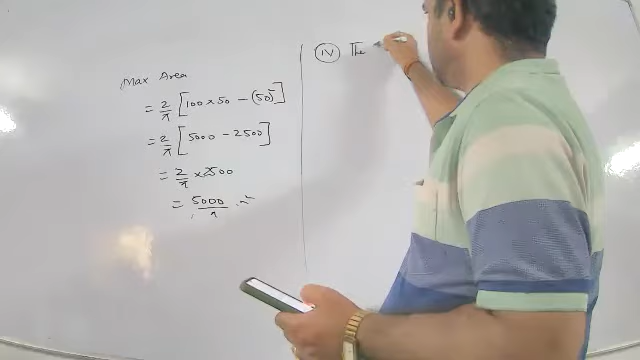 Max Area
= 2/π [100 × 50 − (50)²]
= 2/π [5000 − 2500]
= 2/π × 2500
= 5000/π m²
(IV) The